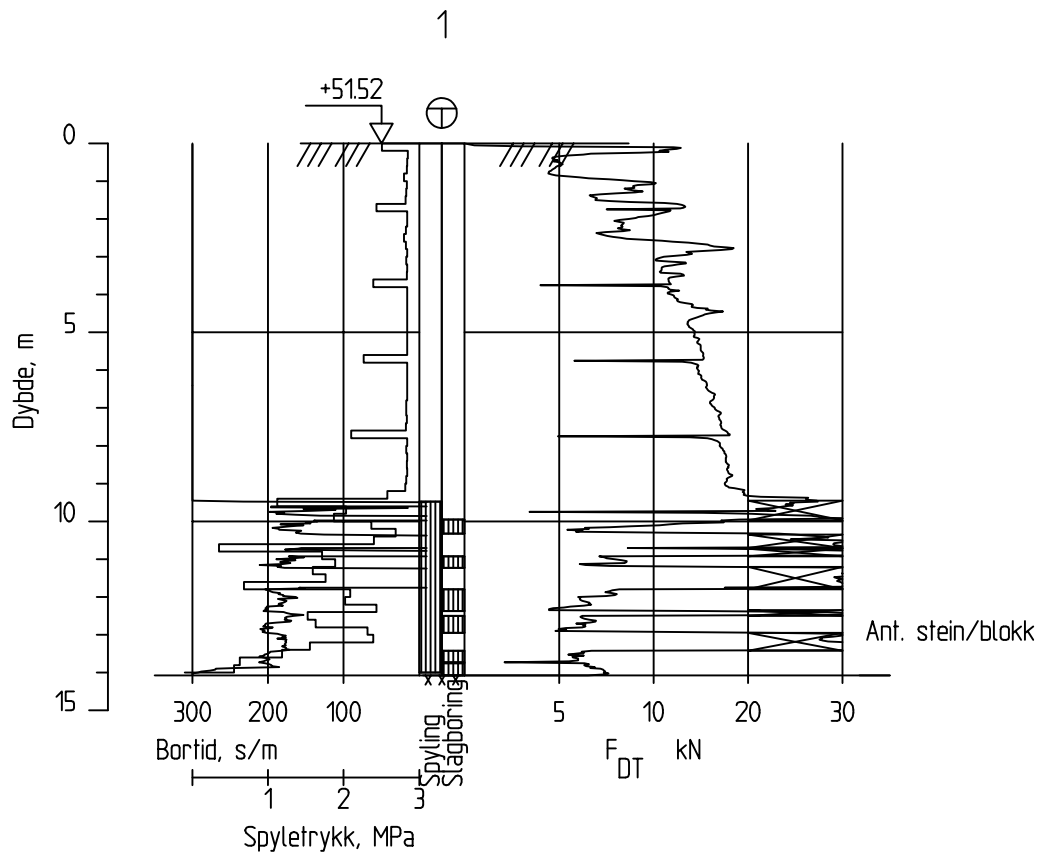 1
+51.52
0
5
10
15
Dybde, m
Ant. stein/blokk
300 200 100
5 10 20 30
Bortid, s/m
Spyling
Slagboring
F DT kN
1 2 3
Spyletrykk, MPa